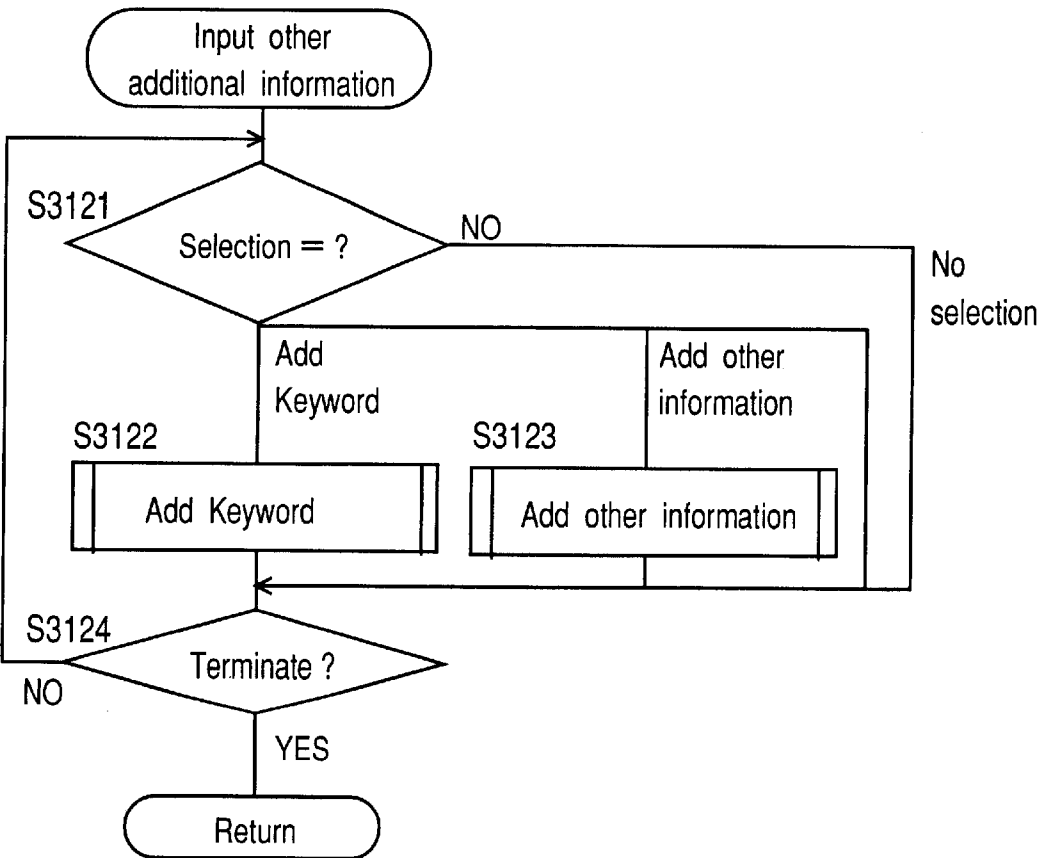 Input other
additional information
S3121
Selection = ?
NO
No
selection
Add
Keyword
Add other
information
S3122
Add Keyword
S3123
Add other information
S3124
Terminate ?
NO
YES
Return